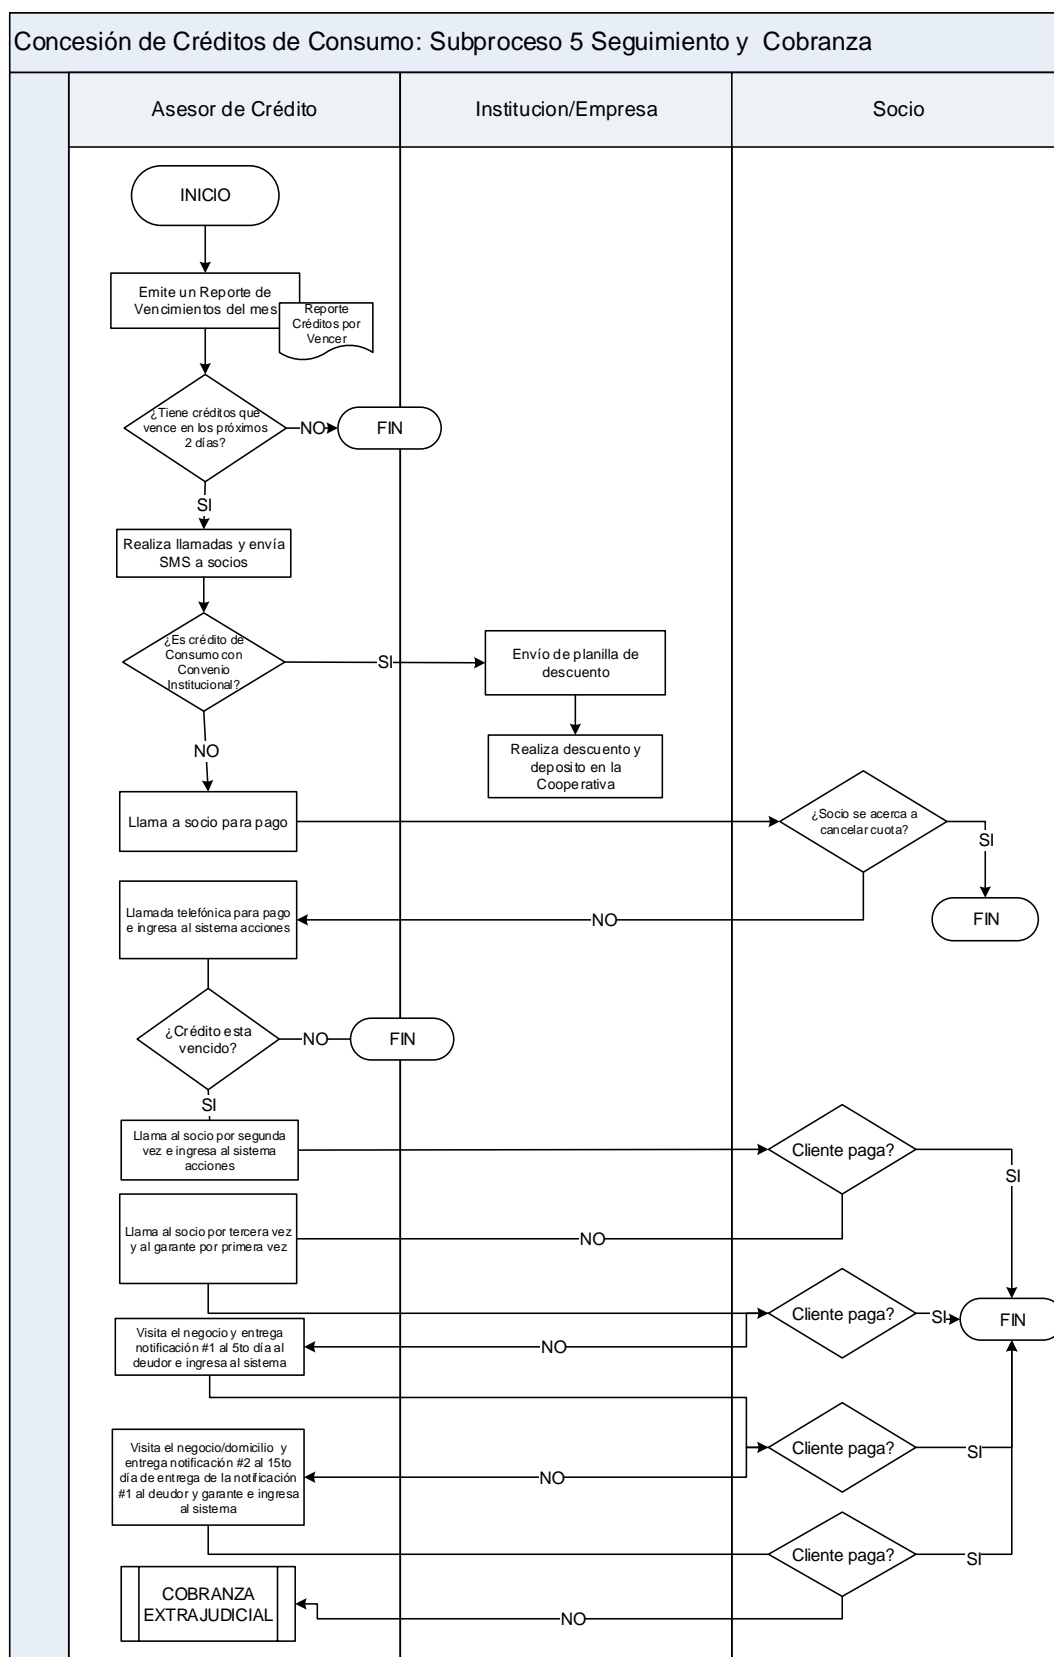 Concesión de Créditos de Consumo: Subproceso 5 Seguimiento y Cobranza
Asesor de Crédito
Institucion/Empresa
Socio
INICIO
Emite un Reporte de
Vencimientos del mes
Reporte
Créditos por
Vencer
¿Tiene créditos que
vence en los próximos
2 días?
NO
FIN
SI
Realiza llamadas y envía
SMS a socios
¿Es crédito de
Consumo con
Convenio
Institucional?
SI
Envío de planilla de
descuento
NO
Realiza descuento y
deposito en la
Cooperativa
Llama a socio para pago
¿Socio se acerca a
cancelar cuota?
SI
FIN
Llamada telefónica para pago
e ingresa al sistema acciones
NO
¿Crédito esta
vencido?
NO
FIN
SI
Llama al socio por segunda
vez e ingresa al sistema
acciones
Cliente paga?
SI
Llama al socio por tercera vez
y al garante por primera vez
NO
Cliente paga?
SI
FIN
Visita el negocio y entrega
notificación #1 al 5to día al
deudor e ingresa al sistema
NO
Cliente paga?
SI
Visita el negocio/domicilio y
entrega notificación #2 al 15to
día de entrega de la notificación
#1 al deudor y garante e ingresa
al sistema
NO
Cliente paga?
SI
COBRANZA
EXTRAJUDICIAL
NO